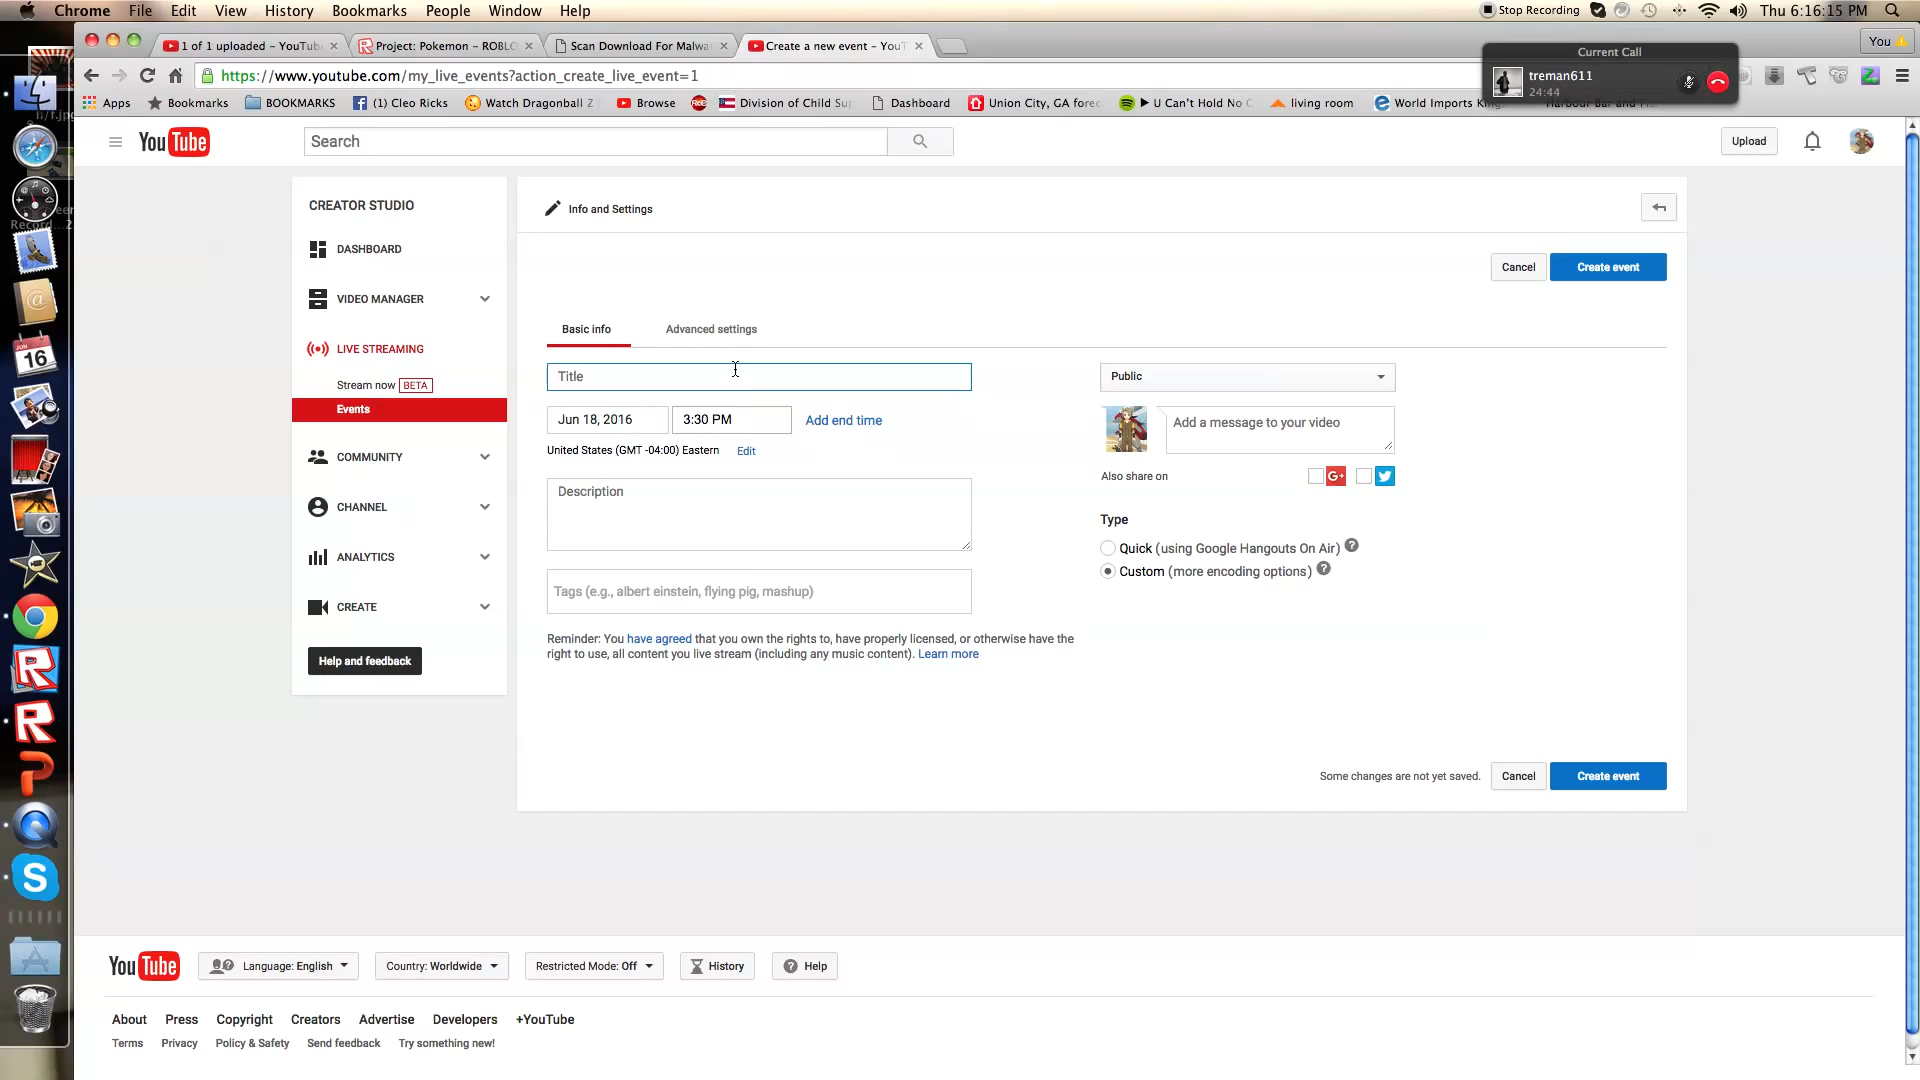 Chrome File Edit View History Bookmarks People Window Help Stop Recording Thu 6:16:15 PM
1 of 1 uploaded – YouTub Project: Pokemon – ROBLO Scan Download For Malwa Create a new event – YouT You
Current Call
treman611
24:44
https://www.youtube.com/my_live_events?action_create_live_event=1
Apps Bookmarks BOOKMARKS (1) Cleo Ricks Watch Dragonball Z Browse Division of Child Su Dashboard Union City, GA fore U Can't Hold No C living room World Imports King Harbour Bar and Fi
YouTube Search Upload
CREATOR STUDIO
DASHBOARD
VIDEO MANAGER
LIVE STREAMING
Stream now BETA
Events
COMMUNITY
CHANNEL
ANALYTICS
CREATE
Help and feedback
Info and Settings
Cancel Create event
Basic info Advanced settings
Title
Jun 18, 2016 3:30 PM Add end time
United States (GMT -04:00) Eastern Edit
Description
Tags (e.g., albert einstein, flying pig, mashup)
Reminder: You have agreed that you own the rights to, have properly licensed, or otherwise have the
right to use, all content you live stream (including any music content). Learn more
Public
Add a message to your video
Also share on
Type
Quick (using Google Hangouts On Air)
Custom (more encoding options)
Some changes are not yet saved. Cancel Create event
JUN
16
YouTube Language: English Country: Worldwide Restricted Mode: Off History Help
About Press Copyright Creators Advertise Developers +YouTube
Terms Privacy Policy & Safety Send feedback Try something new!